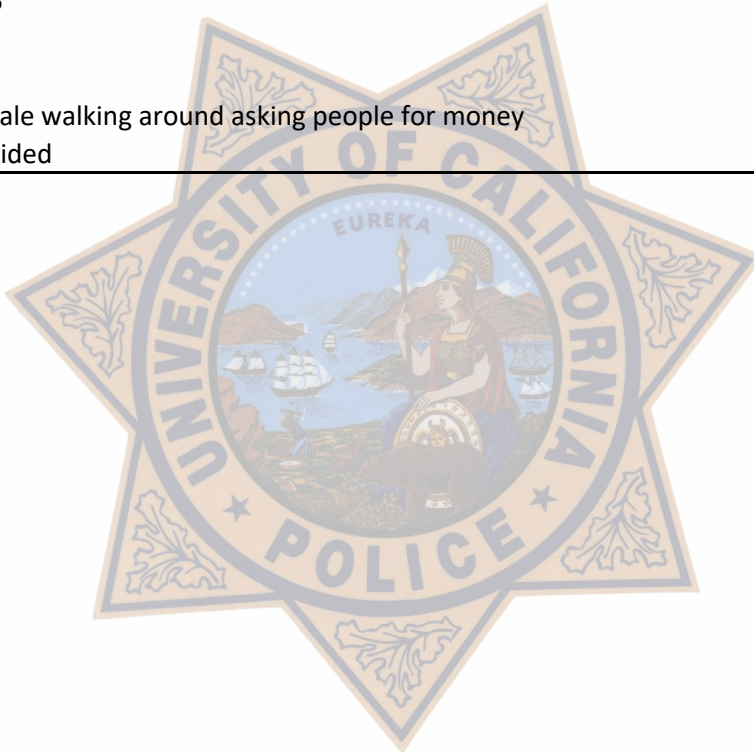 ale walking around asking people for money
ided
UNIVERSITY OF CALIFORNIA
EUREKA
POLICE